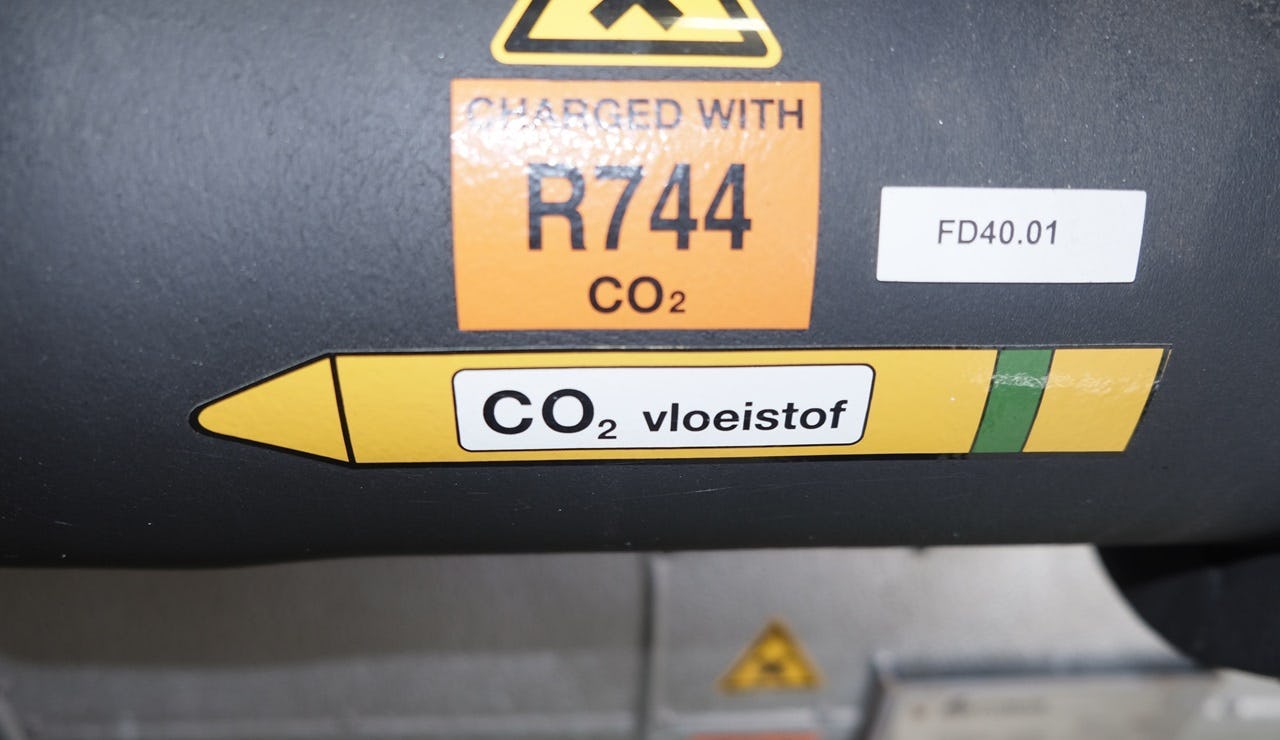 CHARGED WITH
R744
CO₂
FD40.01
CO₂ vloeistof